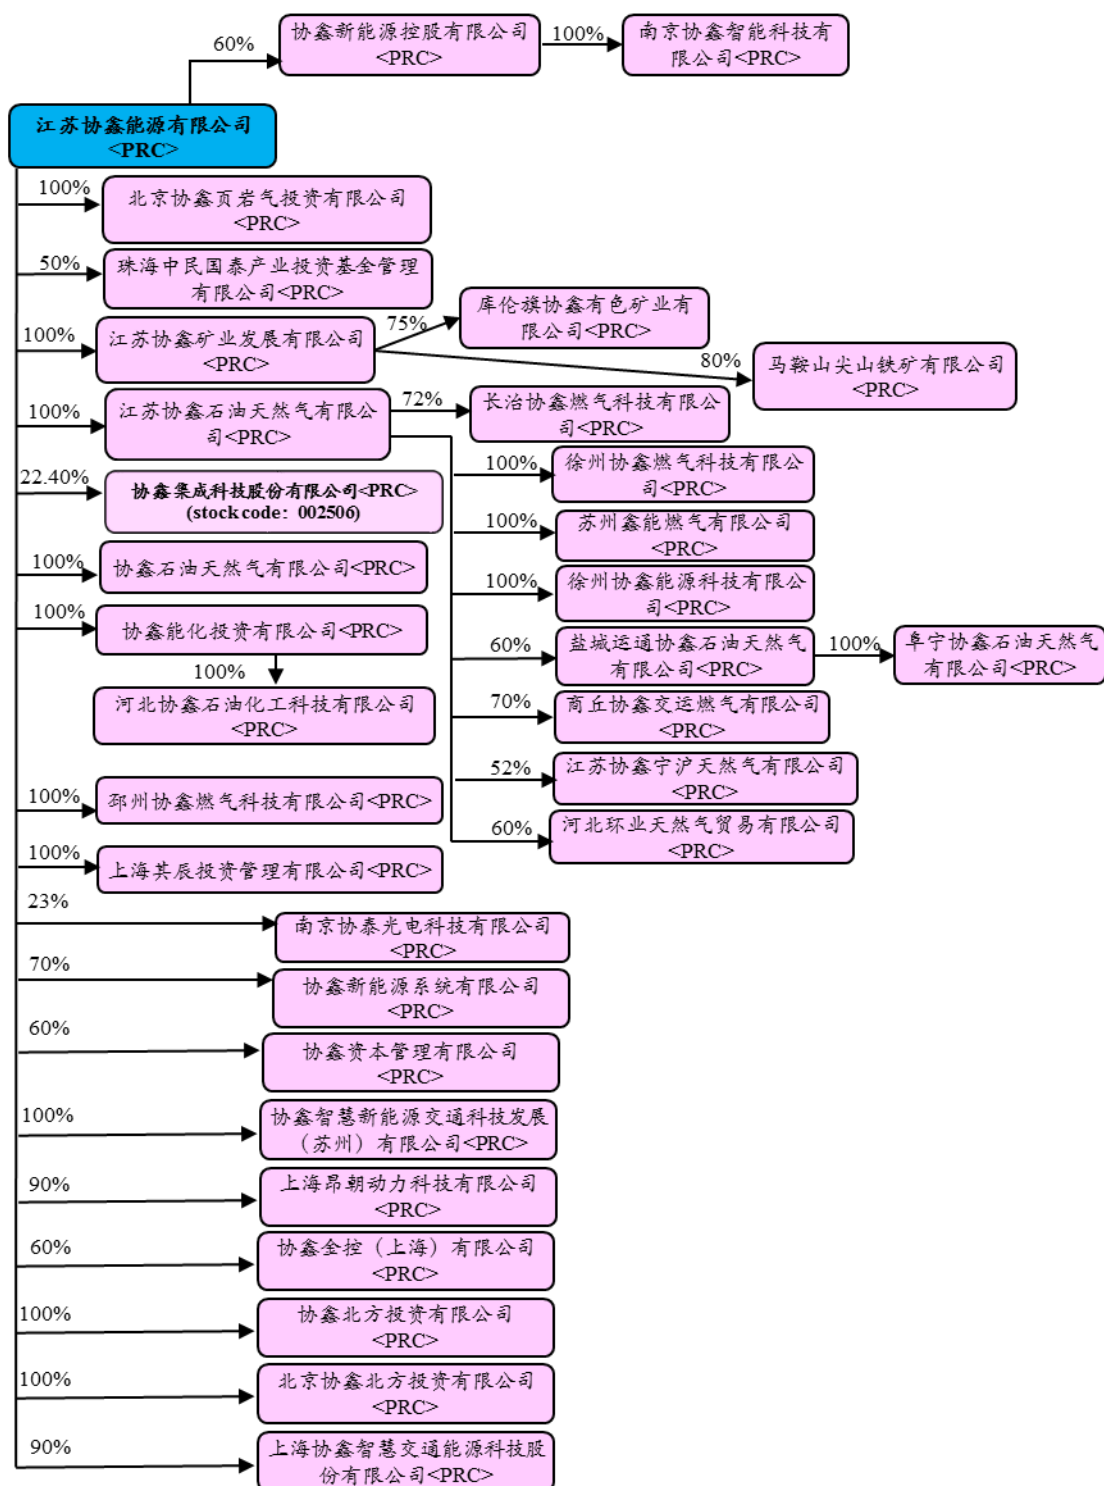 协鑫新能源控股有限公司
<PRC>
60%
100%
南京协鑫智能科技有
限公司<PRC>
江苏协鑫能源有限公司
<PRC>
100%
北京协鑫页岩气投资有限公司
<PRC>
50%
珠海中民国泰产业投资基金管理
有限公司<PRC>
100%
江苏协鑫矿业发展有限公司
<PRC>
75%
库伦旗协鑫有色矿业有
限公司<PRC>
80%
马鞍山尖山铁矿有限公司
<PRC>
100%
江苏协鑫石油天然气有限公
司<PRC>
72%
长治协鑫燃气科技有限公
司<PRC>
100%
徐州协鑫燃气科技有限公
司<PRC>
22.40%
协鑫集成科技股份有限公司<PRC>
(stock code：002506)
100%
苏州鑫能燃气有限公司
<PRC>
100%
协鑫石油天然气有限公司<PRC>
100%
徐州协鑫能源科技有限公
司<PRC>
100%
协鑫能化投资有限公司<PRC>
60%
盐城运通协鑫石油天然气
有限公司<PRC>
100%
阜宁协鑫石油天然气
有限公司<PRC>
100%
河北协鑫石油化工科技有限公司
<PRC>
70%
商丘协鑫交运燃气有限公司
<PRC>
52%
江苏协鑫宁沪天然气有限公司
<PRC>
100%
邳州协鑫燃气科技有限公司<PRC>
60%
河北环业天然气贸易有限公司
<PRC>
100%
上海其辰投资管理有限公司<PRC>
23%
南京协泰光电科技有限公司
<PRC>
70%
协鑫新能源系统有限公司
<PRC>
60%
协鑫资本管理有限公司
<PRC>
100%
协鑫智慧新能源交通科技发展
（苏州）有限公司<PRC>
90%
上海昂朝动力科技有限公司
<PRC>
60%
协鑫金控（上海）有限公司
<PRC>
100%
协鑫北方投资有限公司
<PRC>
100%
北京协鑫北方投资有限公司
<PRC>
90%
上海协鑫智慧交通能源科技股
份有限公司<PRC>